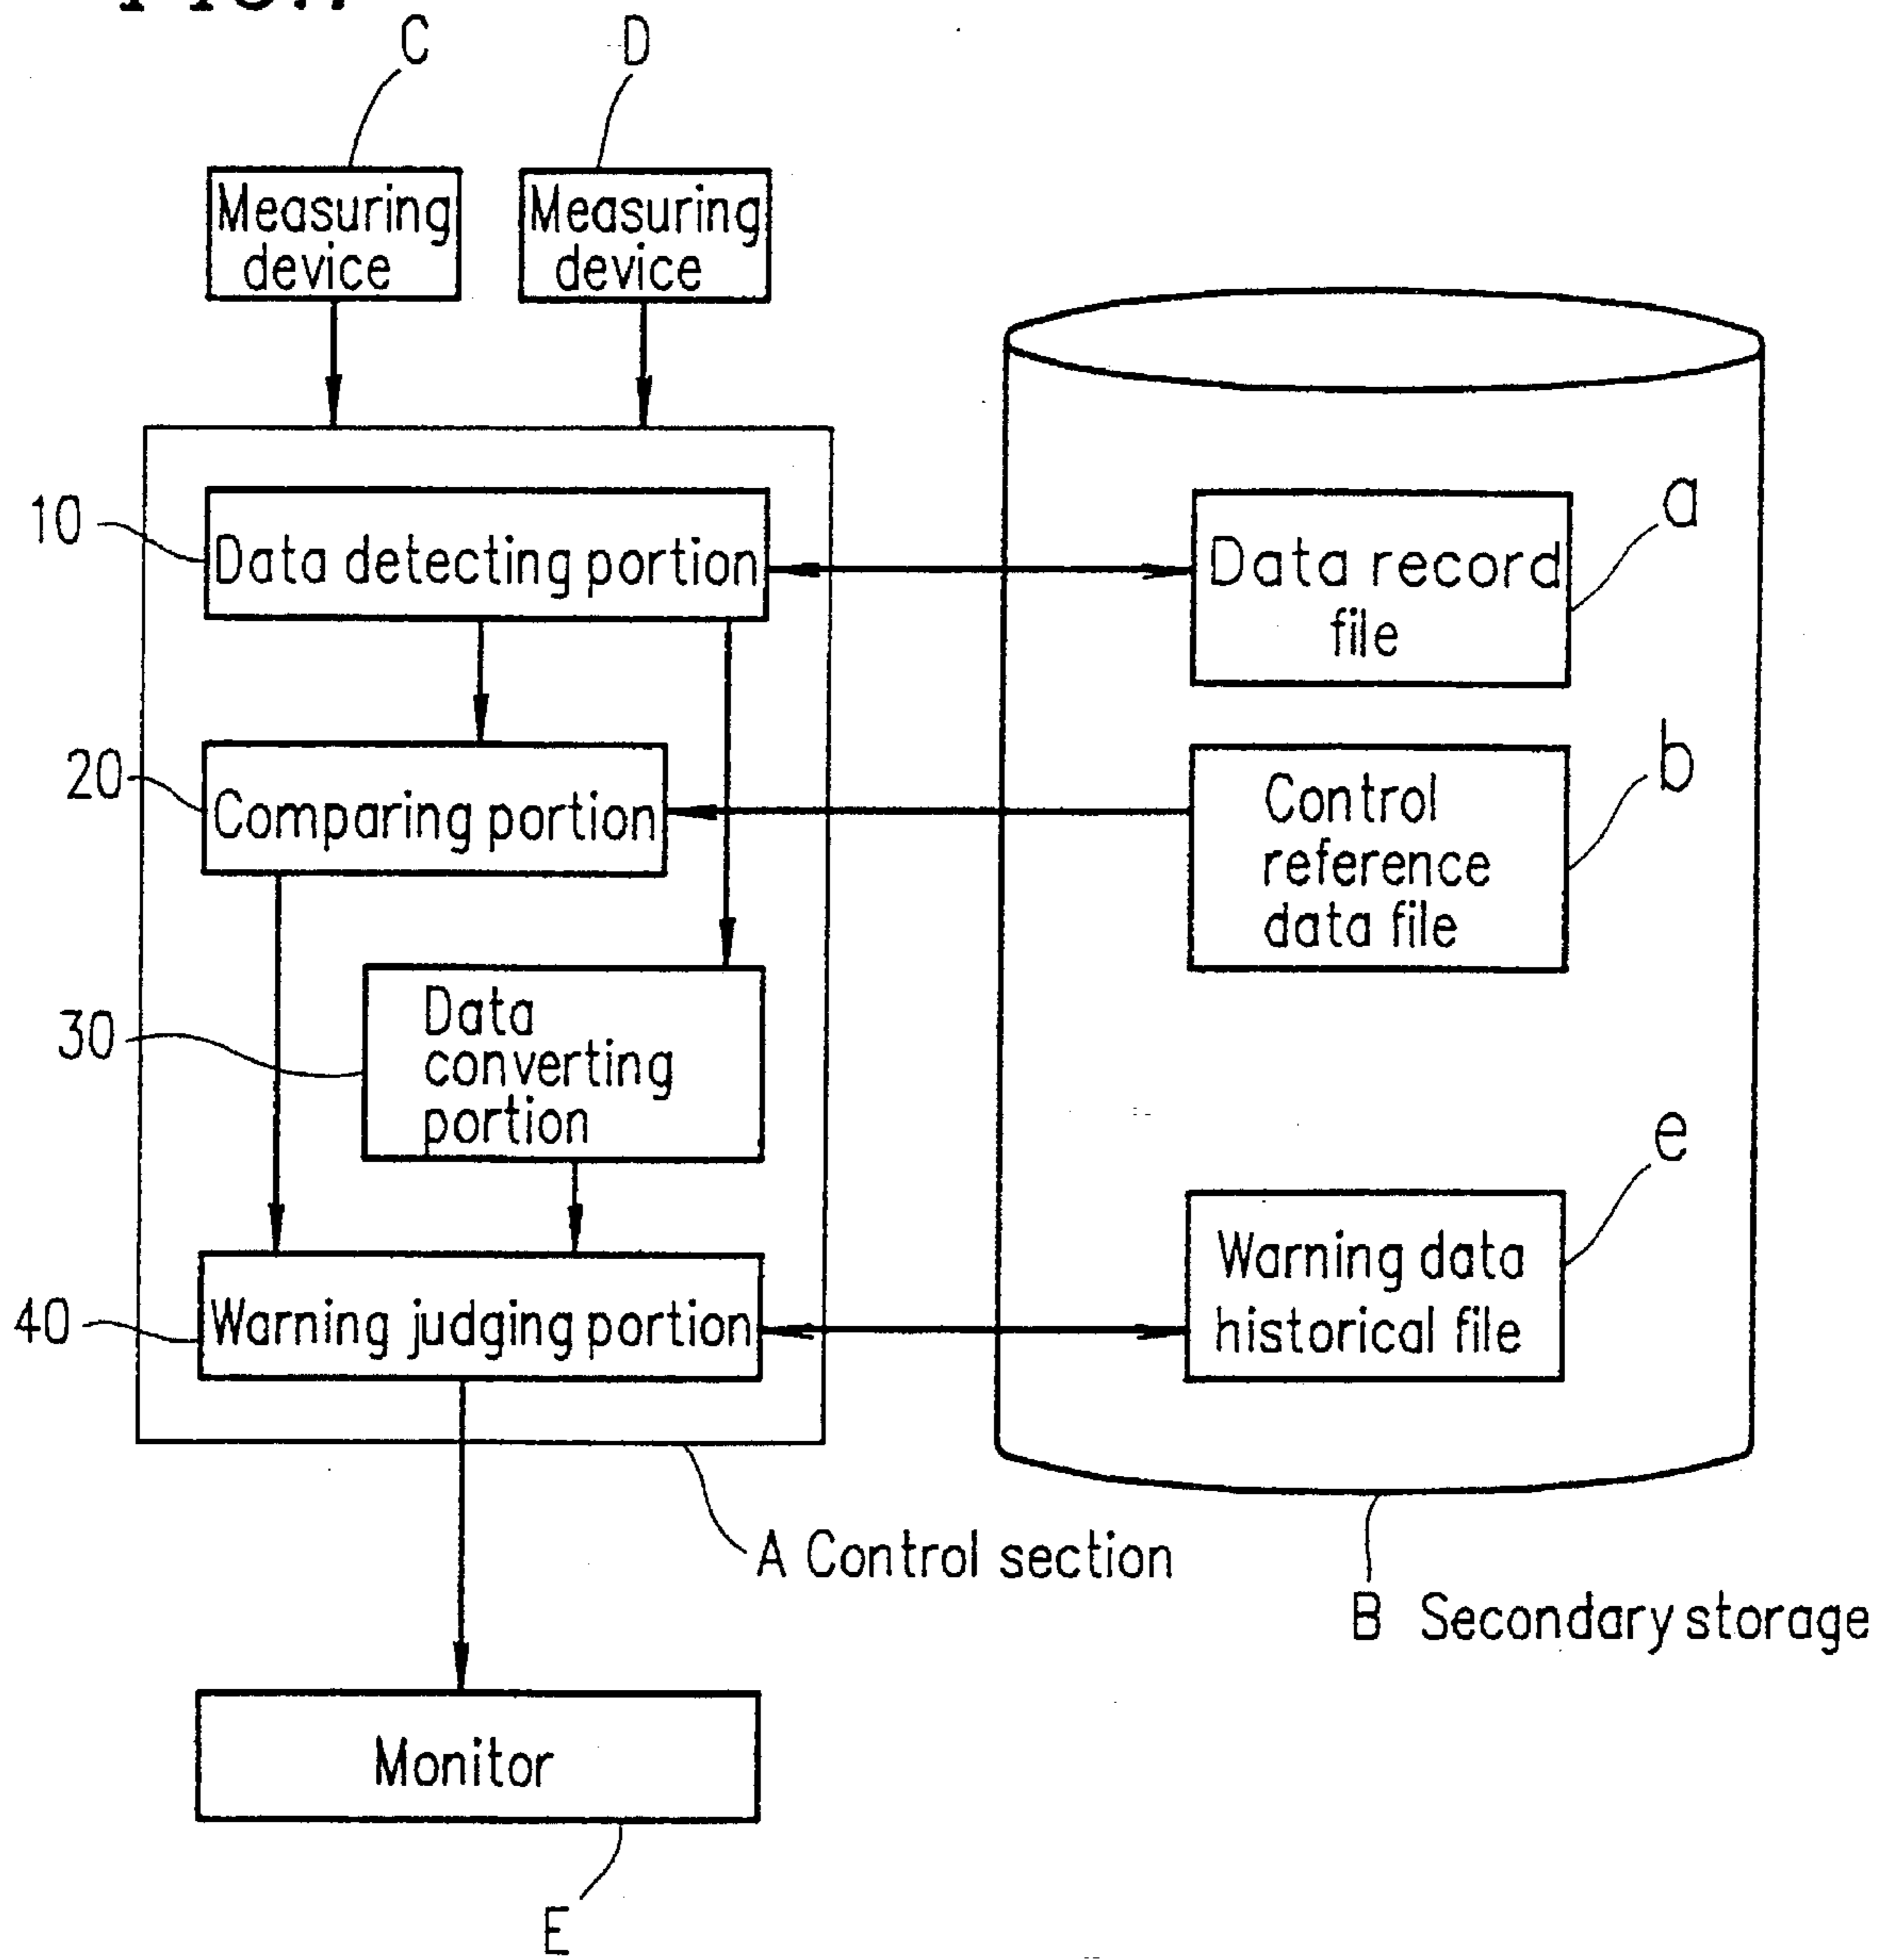 C
D
Measuring
device
Measuring
device
10
Data detecting portion
Data record
file
a
20
Comparing portion
Control
reference
data file
b
30
Data
converting
portion
40
Warning judging portion
Warning data
historical file
e
A Control section
B Secondary storage
Monitor
E